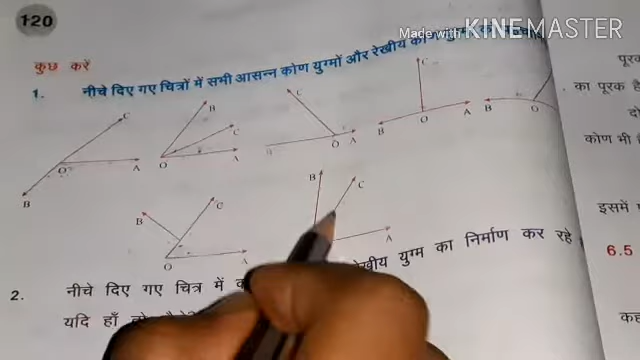 120
Made with KINEMASTER
कुछ करें
1. नीचे दिए गए चित्रों में सभी आसन्न कोण युग्मों और रेखीय
B C O A
B C O A
C B O A
C B O A
B O
B C O A
B C A
2. नीचे दिए गए चित्र में रेखीय युग्म का निर्माण कर रहे
यदि हाँ तो
का पूरक है
कोण भी
इसमें
6.5